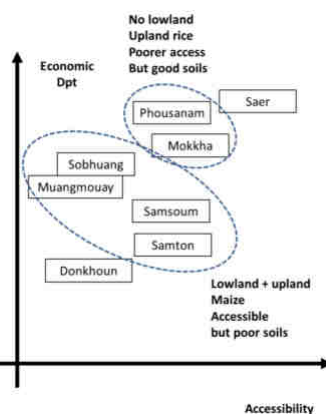 No lowland
Upland rice
Poorer access
But good soils
Economic
Dpt
Saer
Phousanam
Mokkha
Sobhuang
Muangmouay
Samsoum
Samton
Donkhoun
Lowland + upland
Maize
Accessible
but poor soils
Accessibility